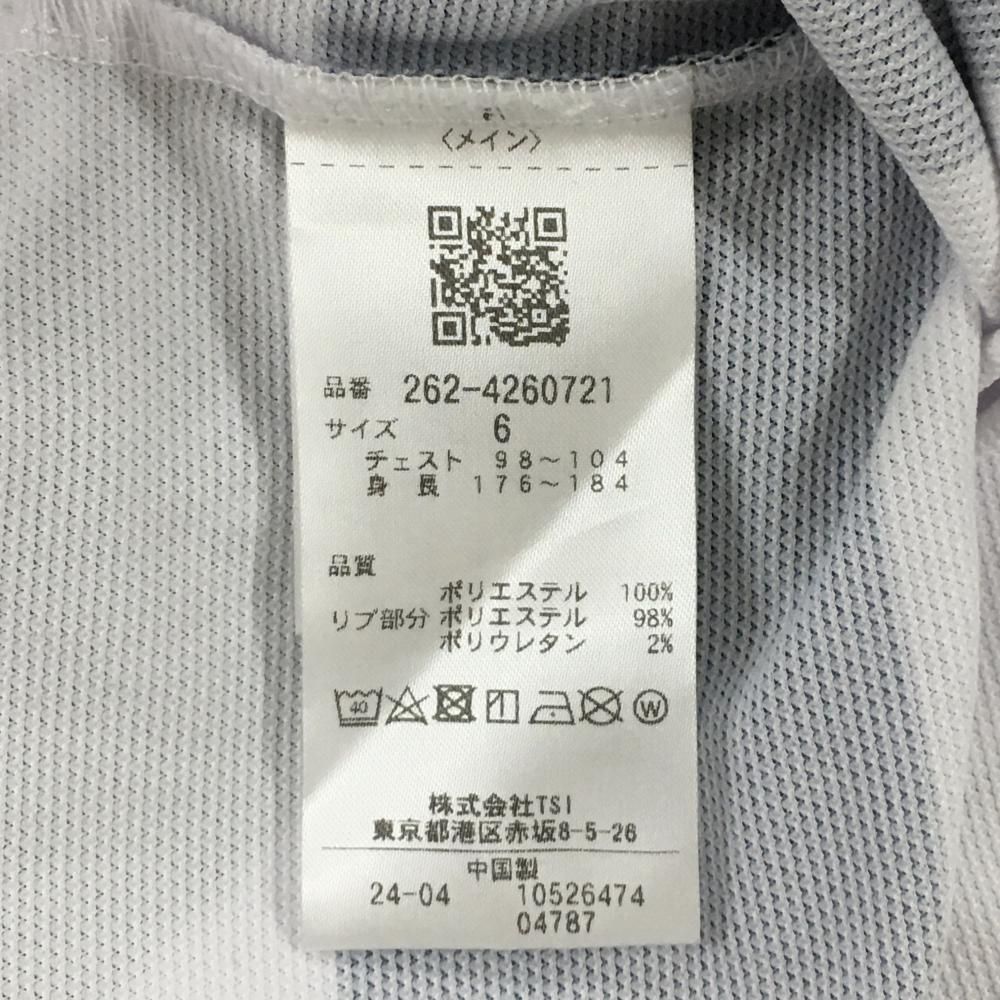 〈メイン〉
品番 262-4260721
サイズ 6
チェスト 98～104
身長 176～184
品質
ポリエステル 100%
リブ部分 ポリエステル 98%
ポリウレタン 2%
40 W
株式会社TSI
東京都港区赤坂8-5-26
中国製
24-04 10526474
04787